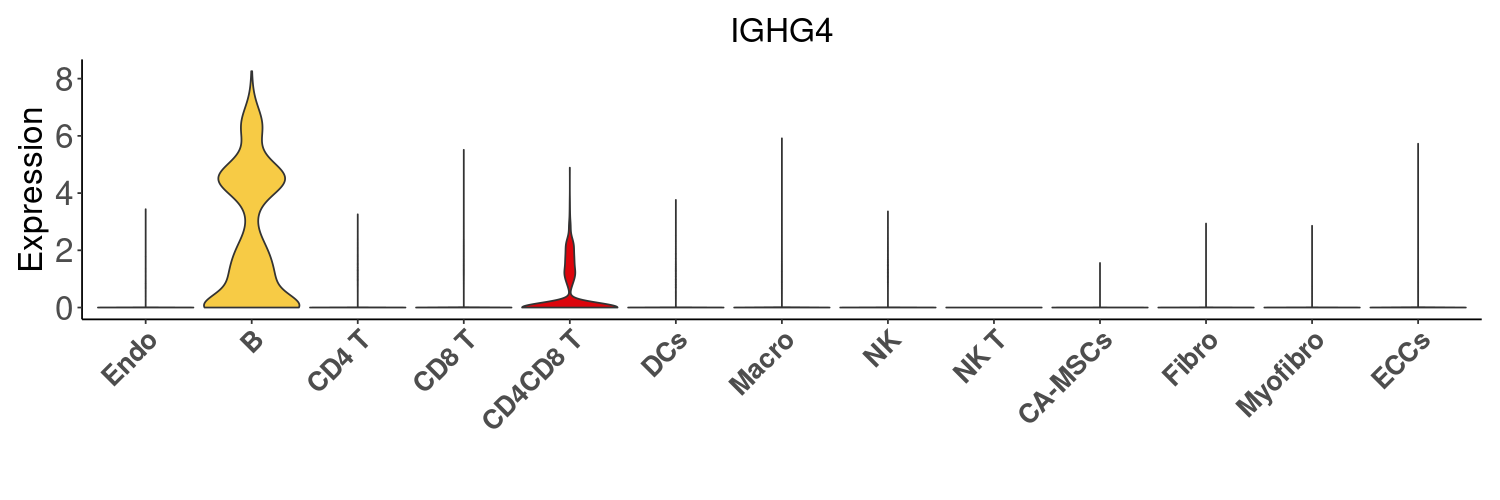 IGHG4
Expression
8
6
4
2
0
Endo
B
CD4 T
CD8 T
CD4CD8 T
DCs
Macro
NK
NK T
CA-MSCs
Fibro
Myofibro
ECCs